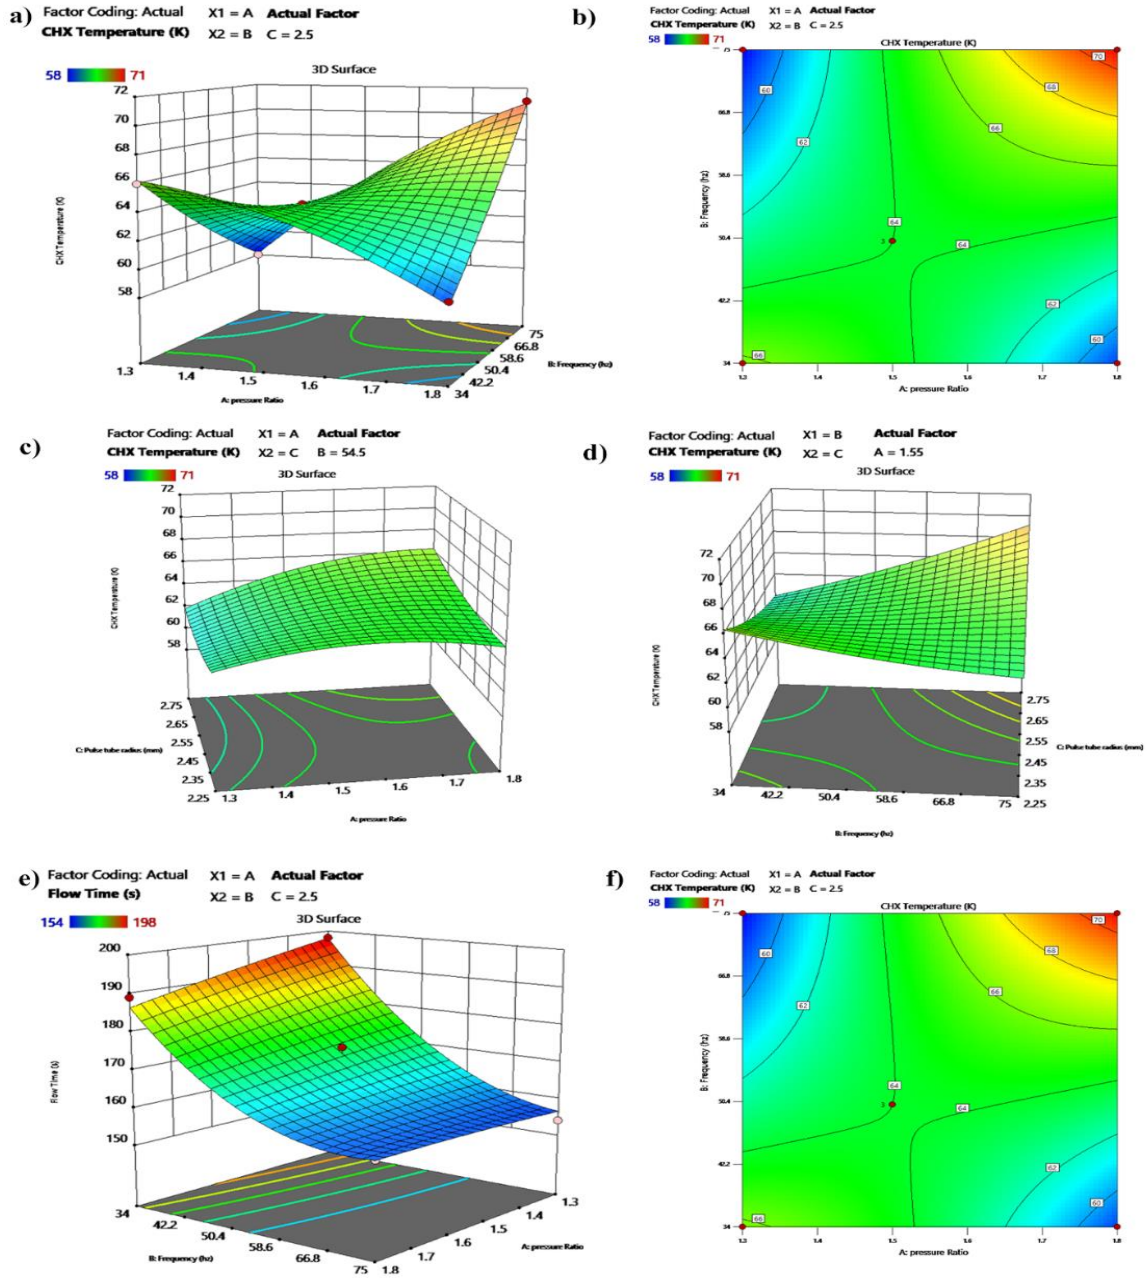 a) Factor Coding: Actual X1 = A Actual Factor
CHX Temperature (K) X2 = B C = 2.5
58 71
3D Surface
72
70
68
66
64
62
60
58
CHX Temperature (K)
1.3 1.4 1.5 1.6 1.7 1.8
A: pressure Ratio
34 42.2 50.4 58.6 66.8 75
B: Frequency (hz)
b) Factor Coding: Actual X1 = A Actual Factor
CHX Temperature (K) X2 = B C = 2.5
58 71
CHX Temperature (K)
75
66.8
58.6
50.4
42.2
34
B: Frequency (hz)
60
62
64
3
64
66
68
70
62
60
66
1.3 1.4 1.5 1.6 1.7 1.8
A: pressure Ratio
c) Factor Coding: Actual X1 = A Actual Factor
CHX Temperature (K) X2 = C B = 54.5
58 71
3D Surface
72
70
68
66
64
62
60
58
CHX Temperature (K)
2.75
2.65
2.55
2.45
2.35
2.25
C: Pulse tube radius (mm)
1.3 1.4 1.5 1.6 1.7 1.8
A: pressure Ratio
d) Factor Coding: Actual X1 = B Actual Factor
CHX Temperature (K) X2 = C A = 1.55
58 71
3D Surface
72
70
68
66
64
62
60
58
CHX Temperature (K)
34 42.2 50.4 58.6 66.8 75
B: Frequency (hz)
2.75
2.65
2.55
2.45
2.35
2.25
C: Pulse tube radius (mm)
e) Factor Coding: Actual X1 = A Actual Factor
Flow Time (s) X2 = B C = 2.5
154 198
3D Surface
200
190
180
170
160
150
Flow Time (s)
34 42.2 50.4 58.6 66.8 75
B: Frequency (hz)
1.8 1.7 1.6 1.5 1.4 1.3
A: pressure Ratio
f) Factor Coding: Actual X1 = A Actual Factor
CHX Temperature (K) X2 = B C = 2.5
58 71
CHX Temperature (K)
75
66.8
58.6
50.4
42.2
34
B: Frequency (hz)
60
62
64
3
64
66
68
70
62
60
66
1.3 1.4 1.5 1.6 1.7 1.8
A: pressure Ratio